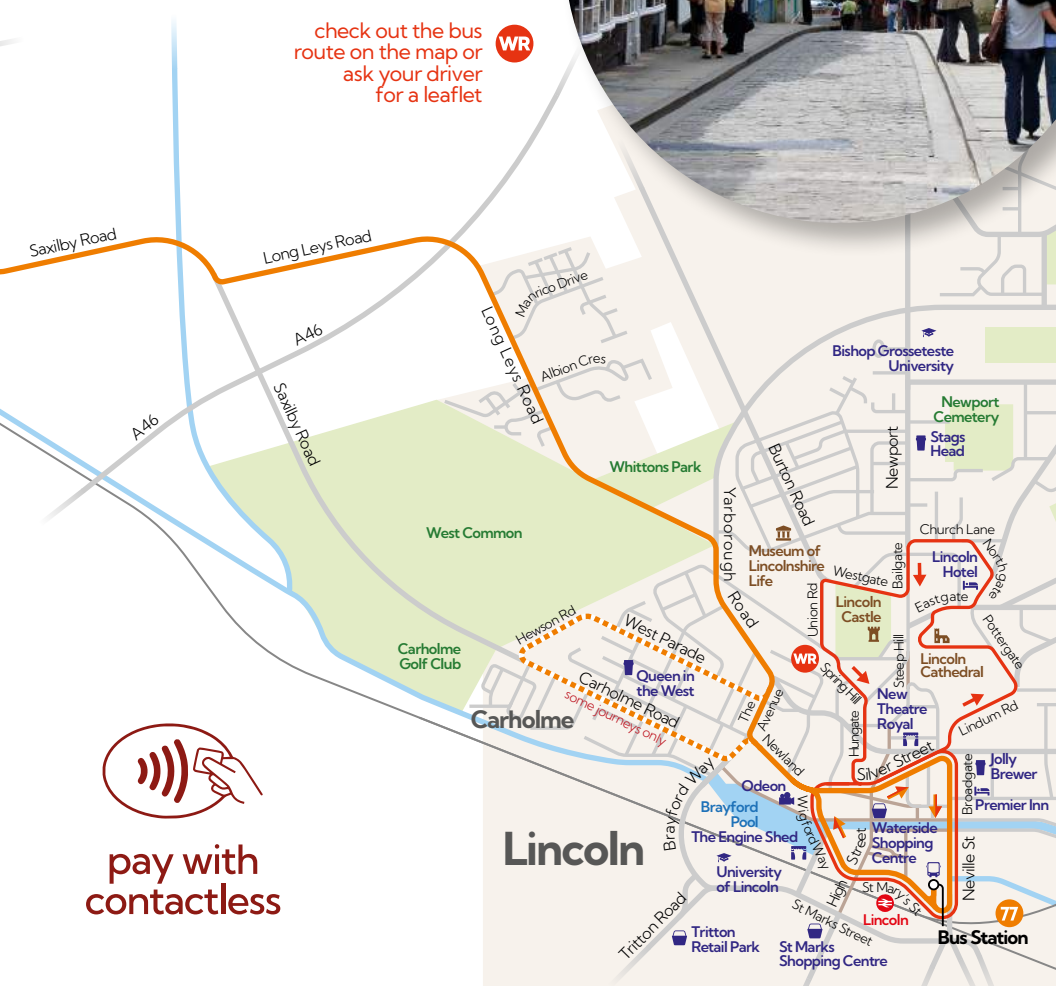 check out the bus
route on the map or
ask your driver
for a leaflet
WR
Saxilby Road
Long Leys Road
Manrico Drive
A46
Long Leys Road
Albion Cres
Bishop Grosseteste
University
Saxilby Road
A46
Newport
Cemetery
Stags
Head
Newport
Whittons Park
Burton Road
Yarborough Road
West Common
Church Lane
Museum of
Lincolnshire
Life
Bailgate
Lincoln
Hotel
Northgate
Westgate
Eastgate
Union Rd
Lincoln
Castle
Hewson Rd
West Parade
Pottergate
Carholme
Golf Club
WR
Steep Hill
Lincoln
Cathedral
Queen in
the West
Spring Hill
Carholme Road
some journeys only
The Avenue
New
Theatre
Royal
Lindum Rd
Carholme
Hungate
Newland
Silver Street
Jolly
Brewer
Broadgate
Premier Inn
Brayford Way
Odeon
Brayford
Pool
Wigford Way
The Engine Shed
Waterside
Shopping
Centre
Lincoln
pay with
contactless
University
of Lincoln
High Street
St Mary's St
Neville St
Lincoln
77
Bus Station
Tritton Road
St Marks Street
Tritton
Retail Park
St Marks
Shopping Centre